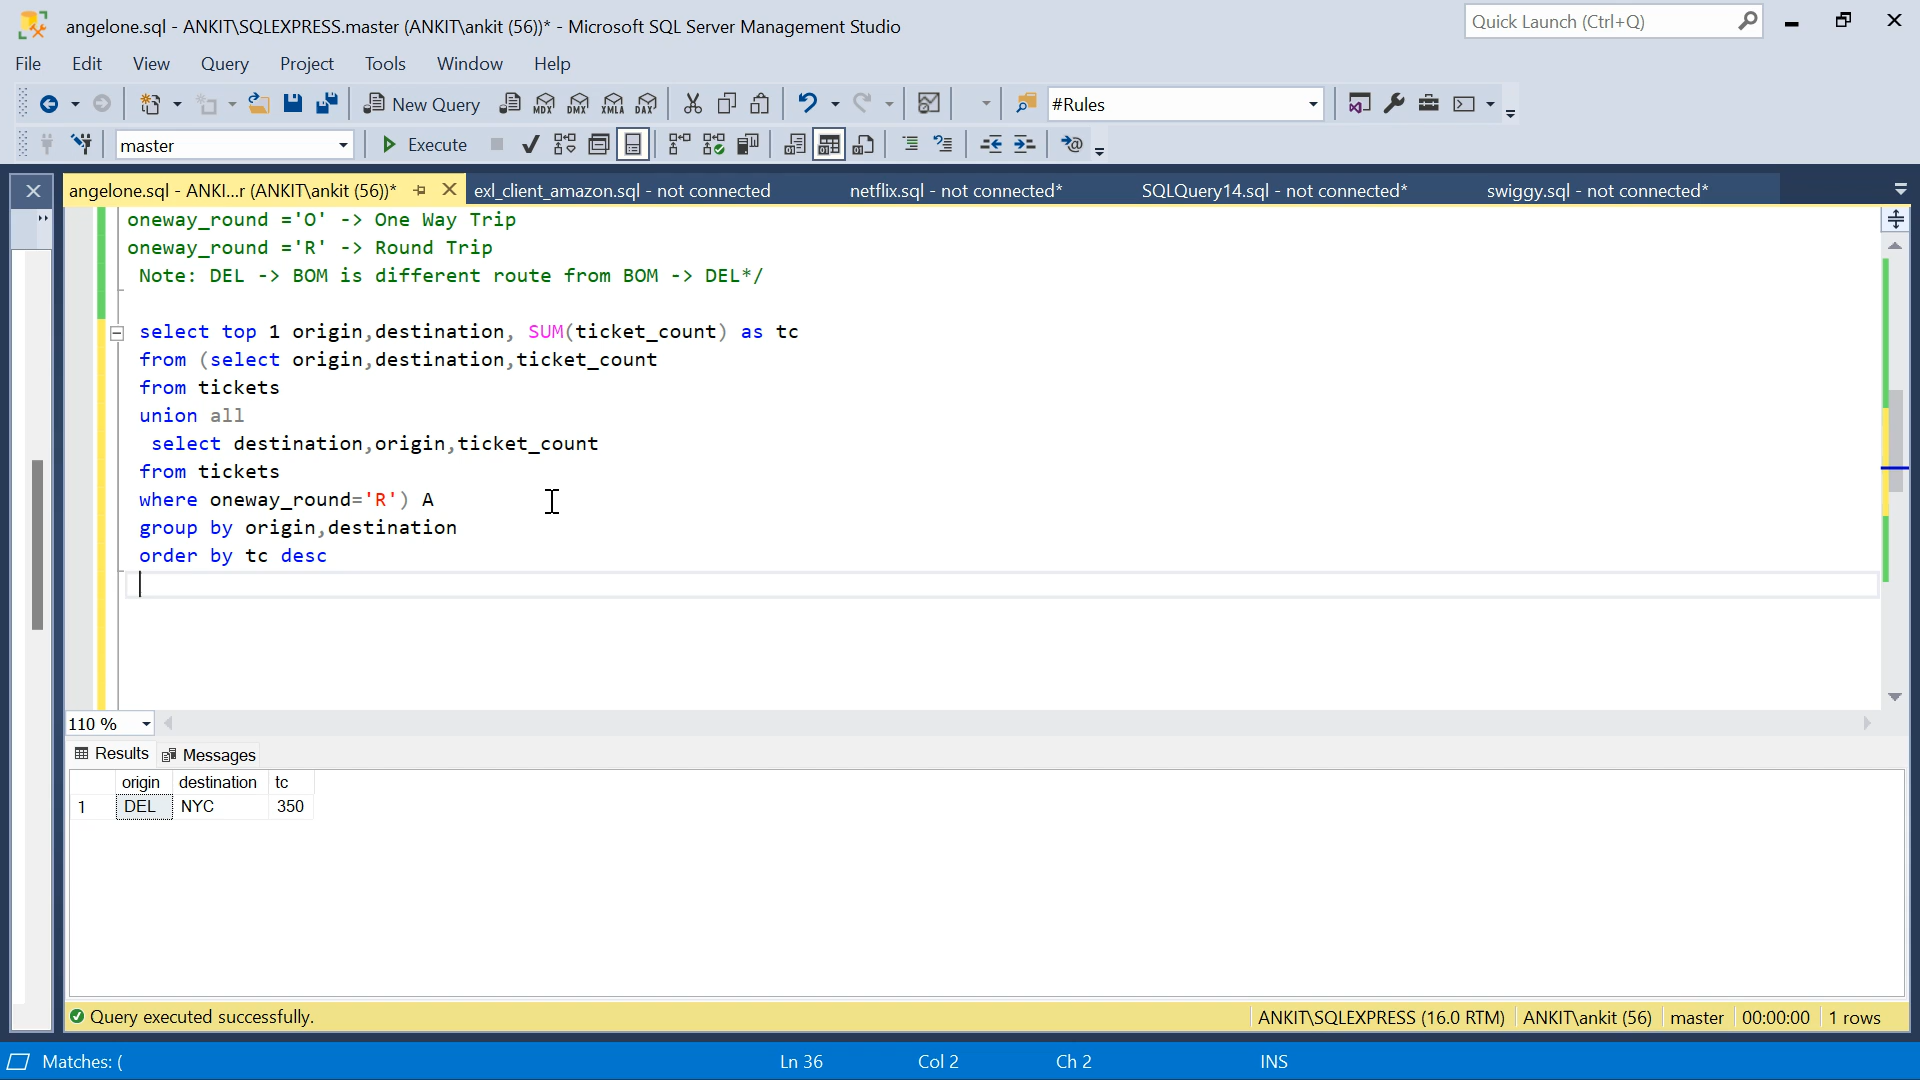 angelone.sql - ANKIT\SQLEXPRESS.master (ANKIT\ankit (56))* - Microsoft SQL Server Management Studio
Quick Launch (Ctrl+Q)
File Edit View Query Project Tools Window Help
New Query MDX DMX XMLA DAX #Rules
master Execute
angelone.sql - ANKI...r (ANKIT\ankit (56))* exl_client_amazon.sql - not connected netflix.sql - not connected* SQLQuery14.sql - not connected* swiggy.sql - not connected*
oneway_round ='O' -> One Way Trip
oneway_round ='R' -> Round Trip
Note: DEL -> BOM is different route from BOM -> DEL*/
select top 1 origin,destination, SUM(ticket_count) as tc
from (select origin,destination,ticket_count
from tickets
union all
select destination,origin,ticket_count
from tickets
where oneway_round='R') A
group by origin,destination
order by tc desc
110 %
Results Messages
origin destination tc
1 DEL NYC 350
Query executed successfully. ANKIT\SQLEXPRESS (16.0 RTM) ANKIT\ankit (56) master 00:00:00 1 rows
Matches: ( Ln 36 Col 2 Ch 2 INS